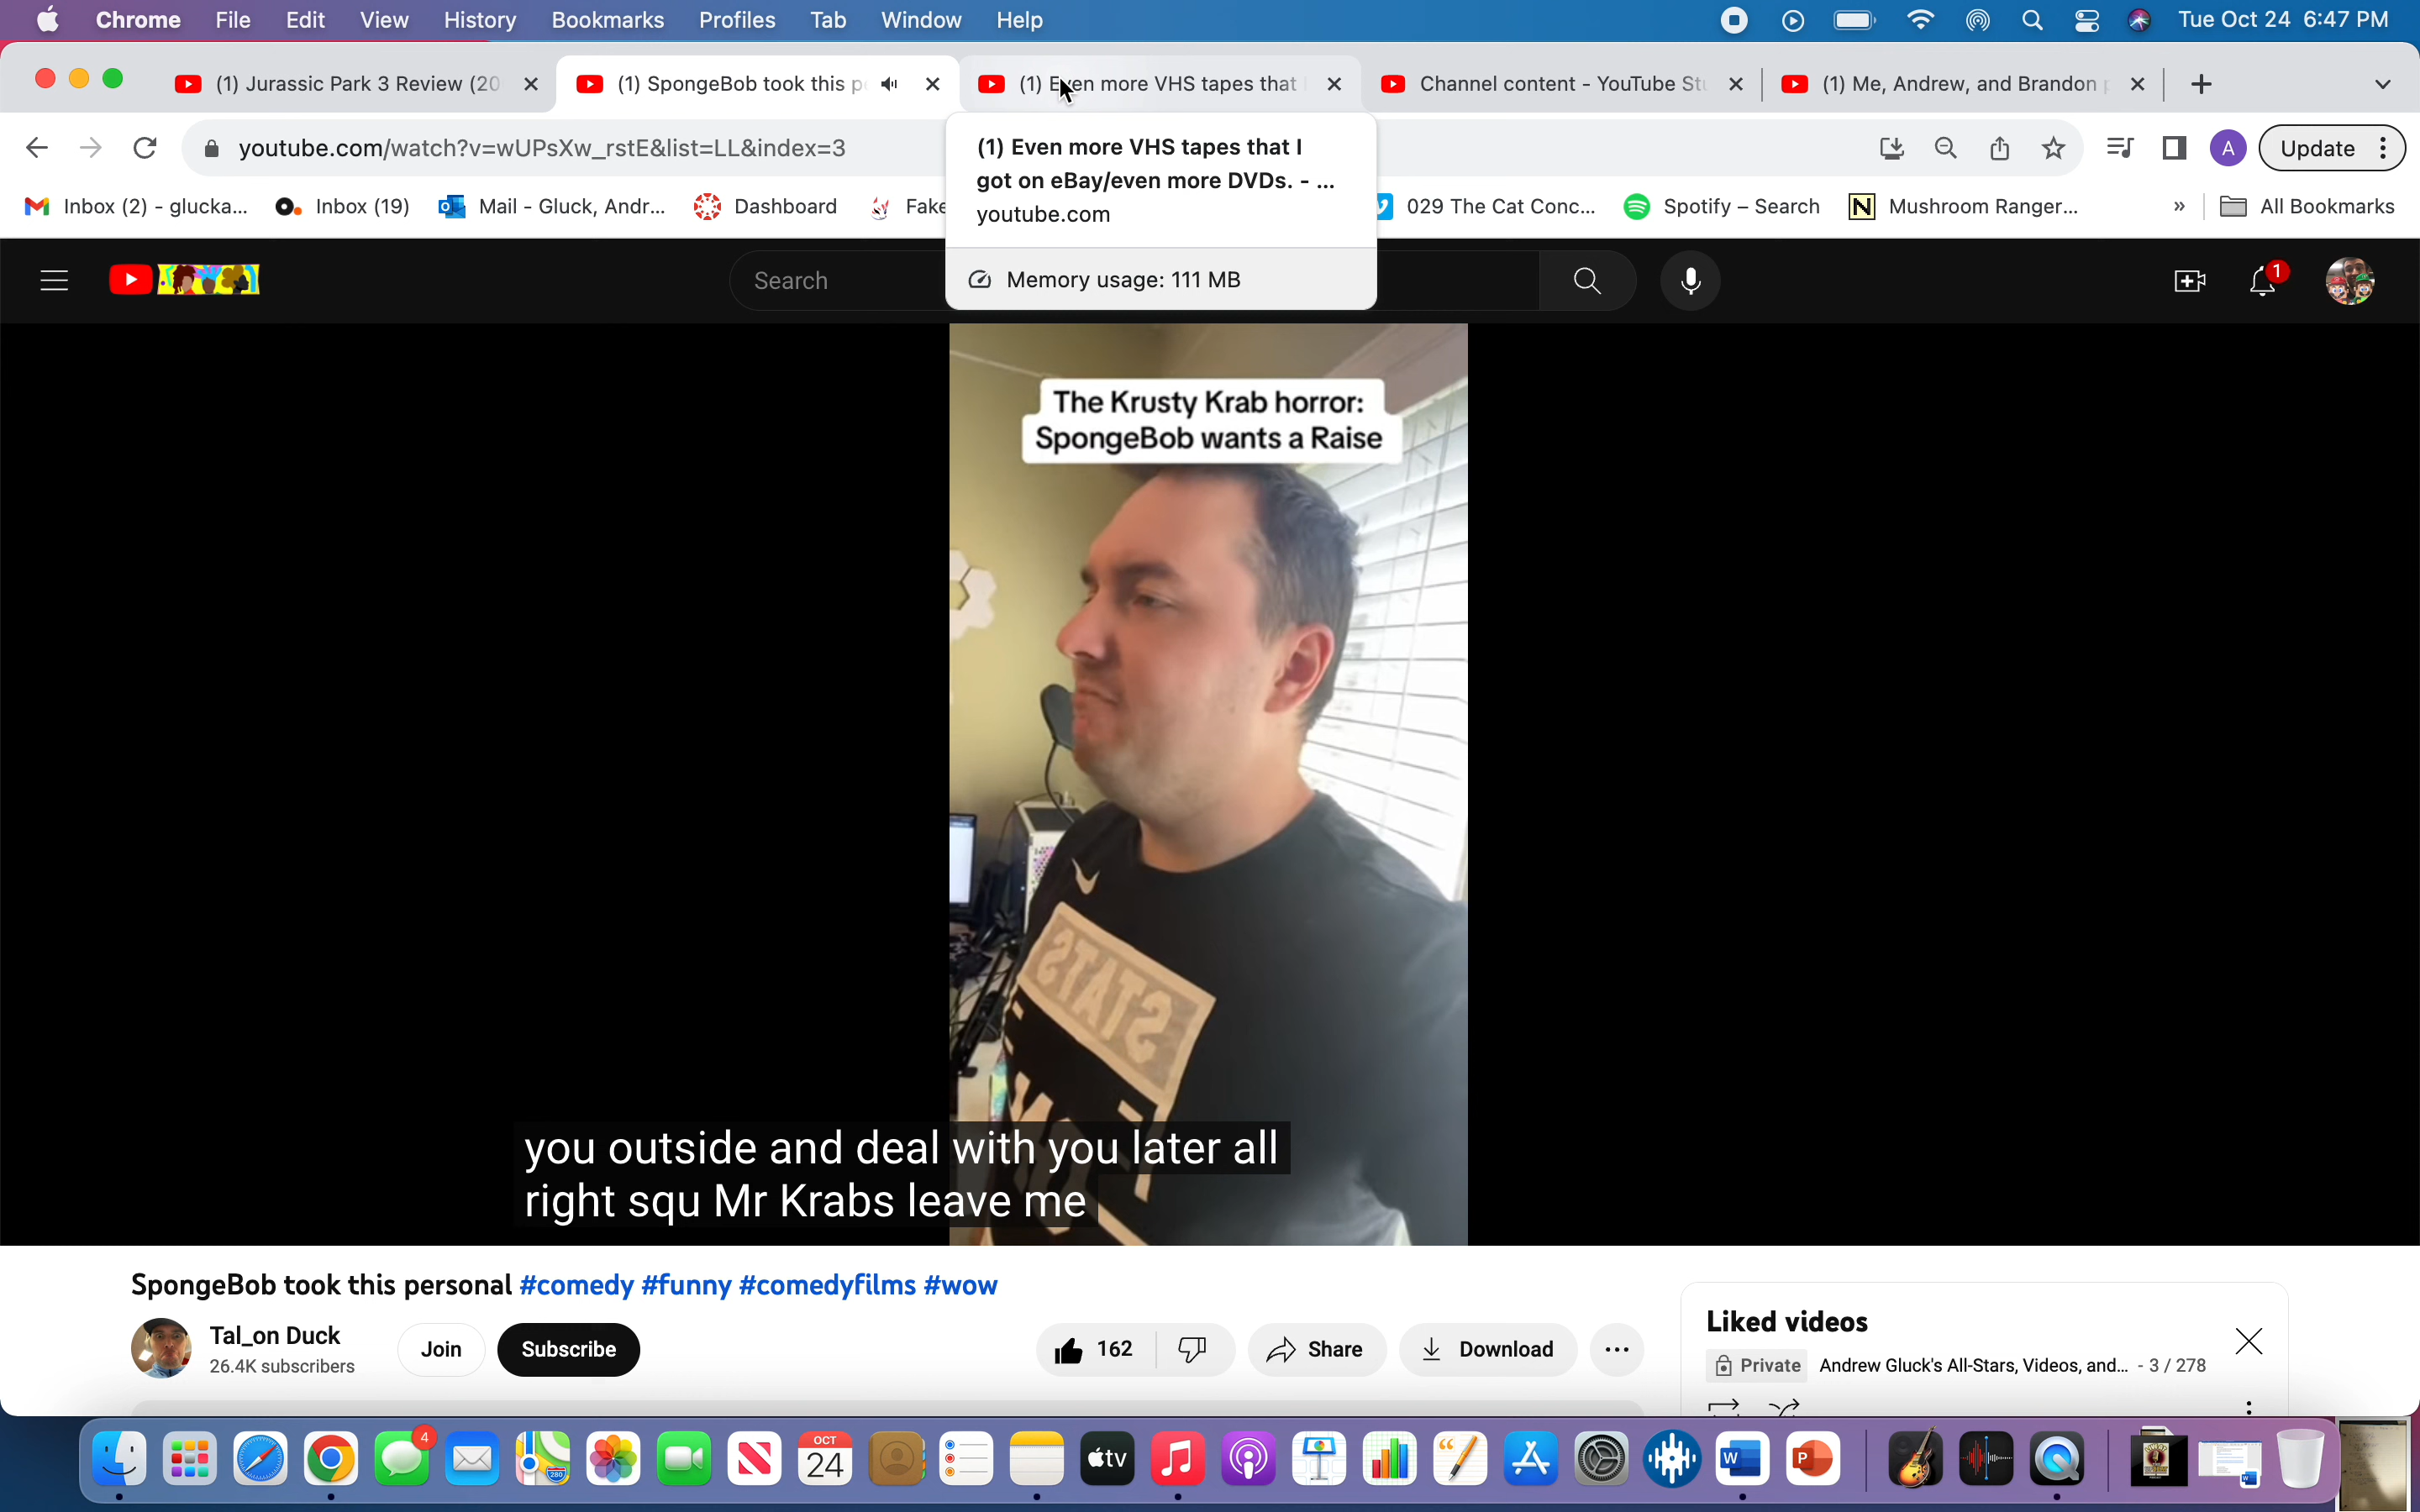 Chrome File Edit View History Bookmarks Profiles Tab Window Help Tue Oct 24 6:47 PM
(1) Jurassic Park 3 Review (20 (1) SpongeBob took this p (1) Even more VHS tapes that I Channel content - YouTube Stu (1) Me, Andrew, and Brandon p
youtube.com/watch?v=wUPsXw_rstE&list=LL&index=3 A Update
(1) Even more VHS tapes that I
got on eBay/even more DVDs. - ...
youtube.com
Memory usage: 111 MB
Inbox (2) - glucka... Inbox (19) Mail - Gluck, Andr... Dashboard Fake 029 The Cat Conc... Spotify – Search N Mushroom Ranger... » All Bookmarks
Search 1
The Krusty Krab horror:
SpongeBob wants a Raise
STATS
you outside and deal with you later all
right squ Mr Krabs leave me
SpongeBob took this personal #comedy #funny #comedyfilms #wow
Tal_on Duck
26.4K subscribers
Join Subscribe 162 Share Download
Liked videos
Private Andrew Gluck's All-Stars, Videos, and... - 3 / 278
4 OCT 24 280 tv W P